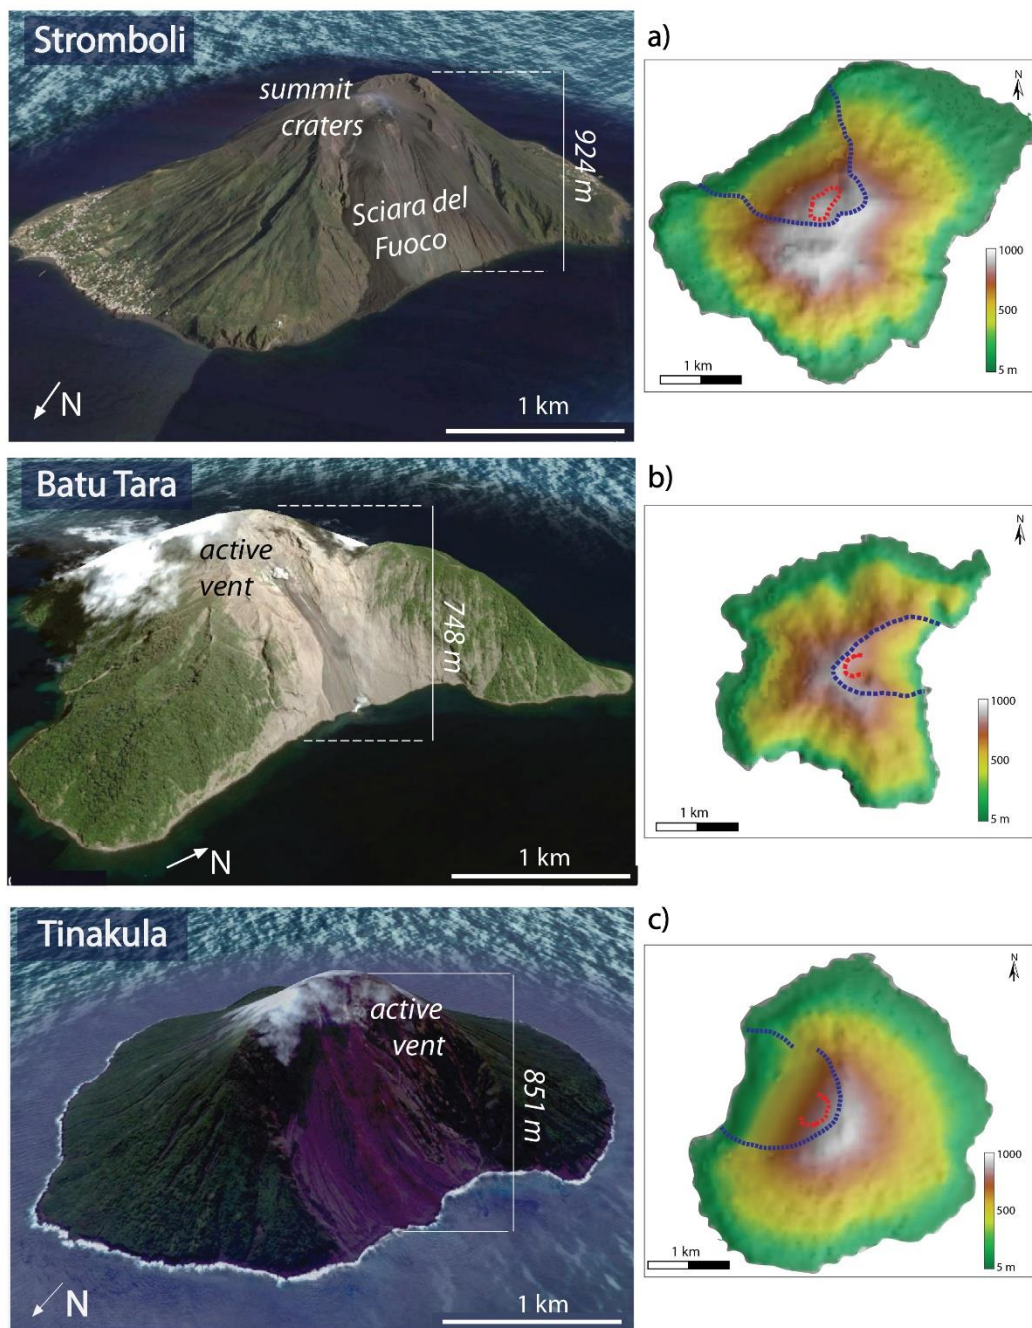 Stromboli
summit
craters
924 m
Sciara del
Fuoco
N
1 km
a)
N
1000
500
5 m
1 km
Batu Tara
active
vent
748 m
N
1 km
b)
N
1000
500
5 m
1 km
Tinakula
active
vent
851 m
N
1 km
c)
N
1000
500
5 m
1 km